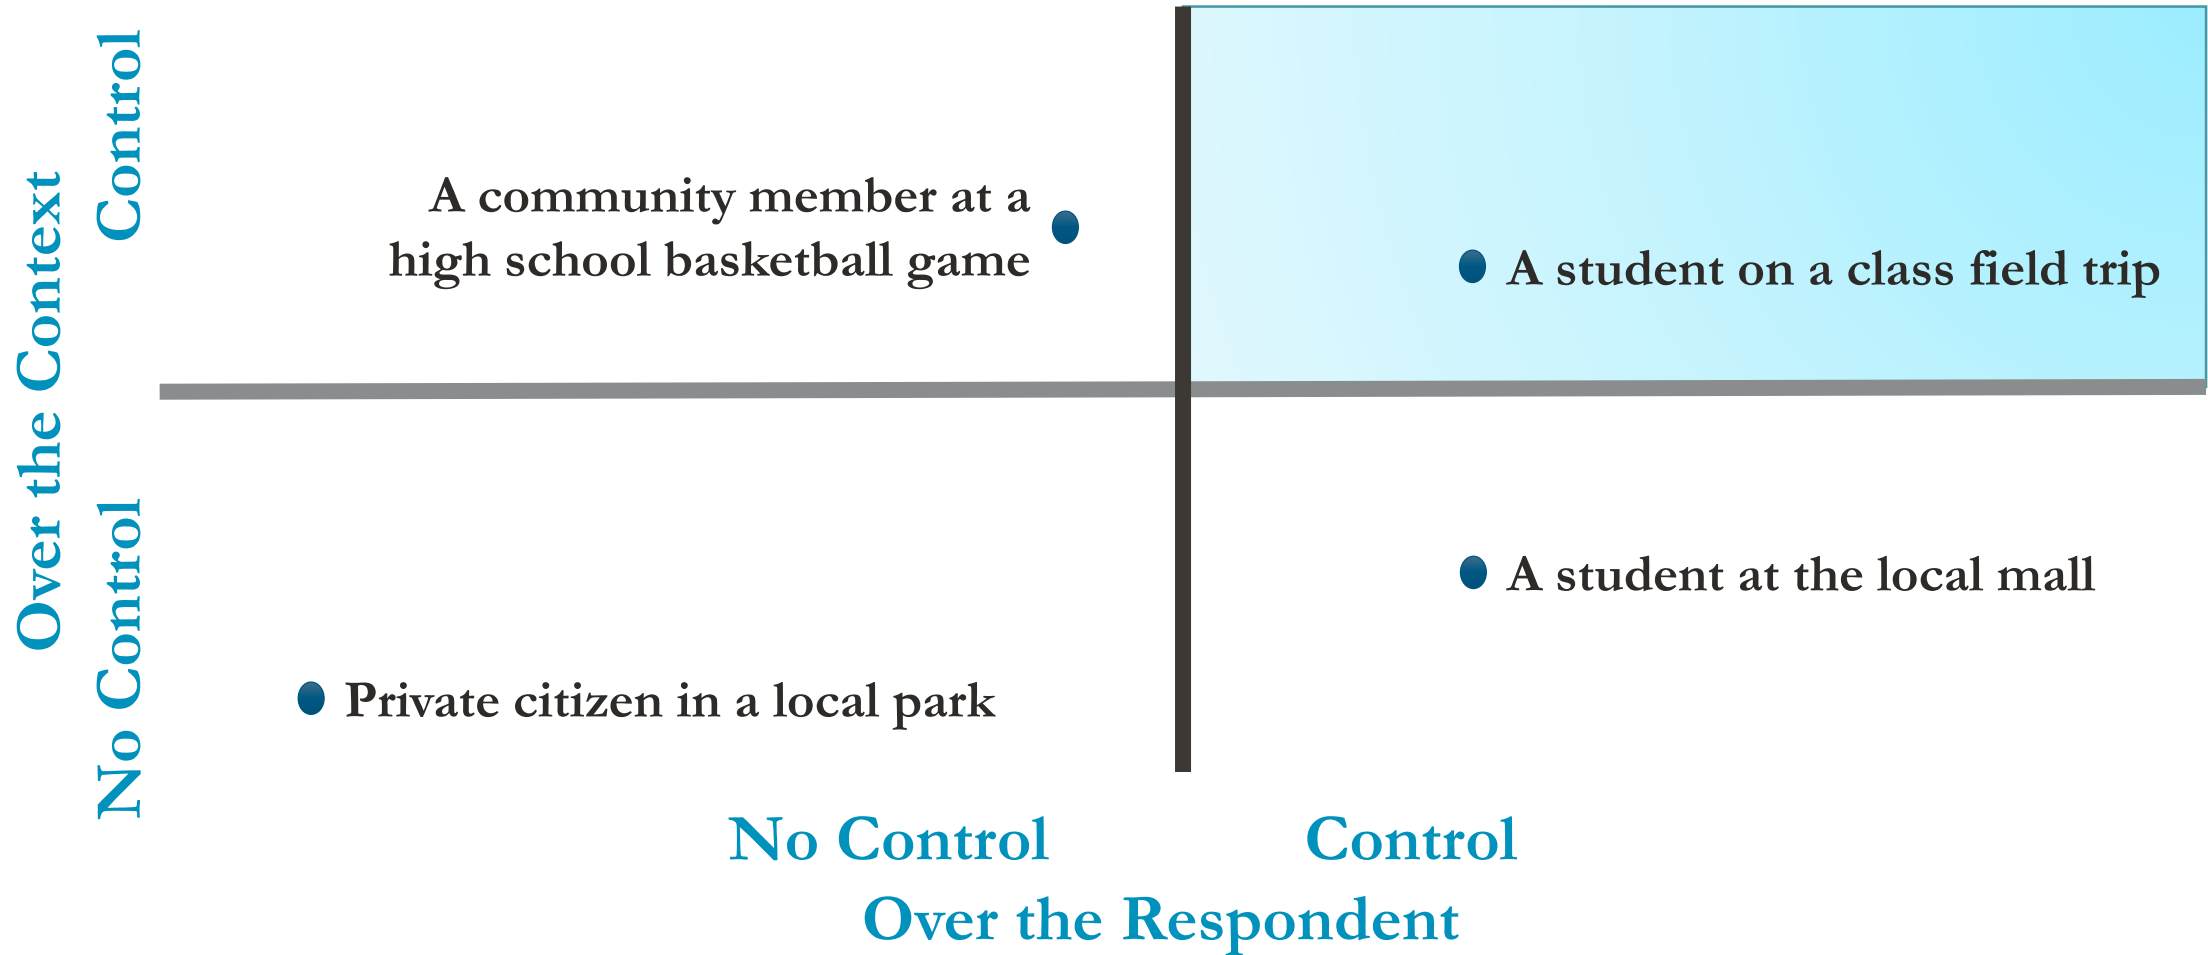 Over the Context
Control
No Control
A community member at a
high school basketball game
A student on a class field trip
A student at the local mall
Private citizen in a local park
No Control
Control
Over the Respondent